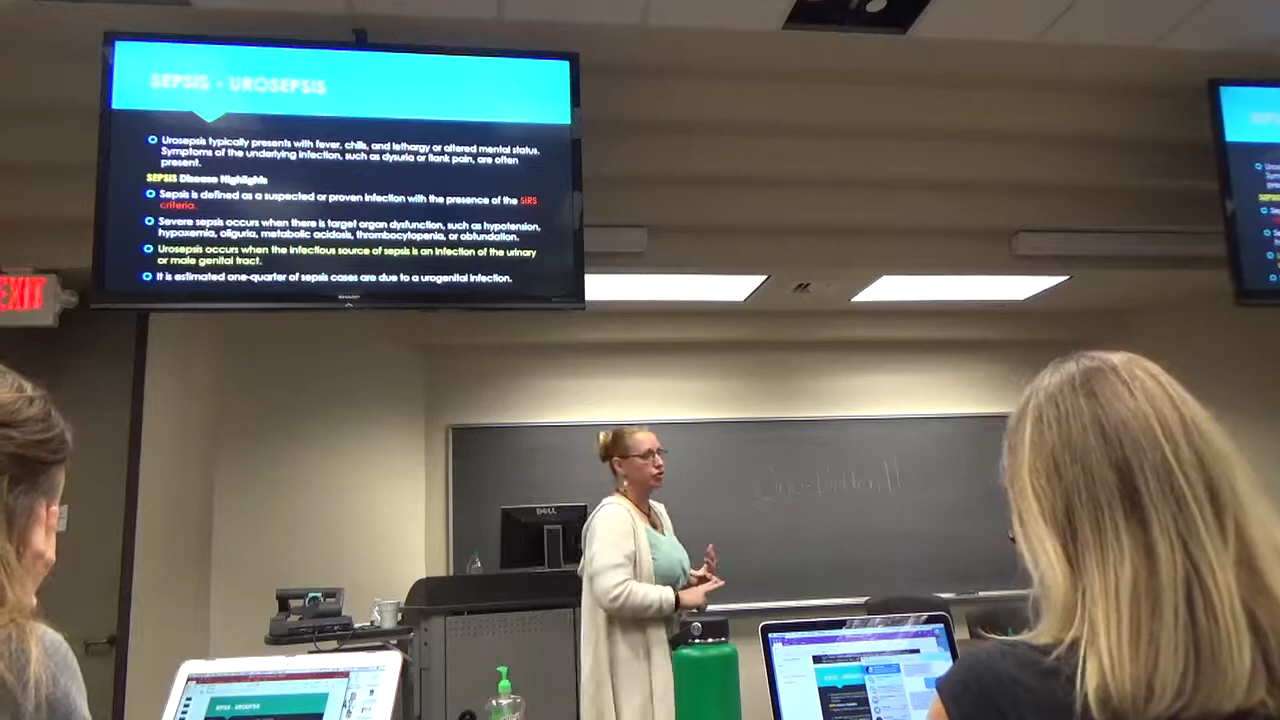 SEPSIS - UROSEPSIS
Urosepsis typically presents with fever, chills, and lethargy or altered mental status.
Symptoms of the underlying infection, such as dysuria or flank pain, are often
present.
SEPSIS Disease Highlights
Sepsis is defined as a suspected or proven infection with the presence of the SIRS
criteria.
Severe sepsis occurs when there is target organ dysfunction, such as hypotension,
hypoxemia, oliguria, metabolic acidosis, thrombocytopenia, or obtundation.
Urosepsis occurs when the infectious source of sepsis is an infection of the urinary
or male genital tract.
It is estimated one-quarter of sepsis cases are due to a urogenital infection.
SHARP
EXIT
DELL
SEPSIS - UROSEPSIS